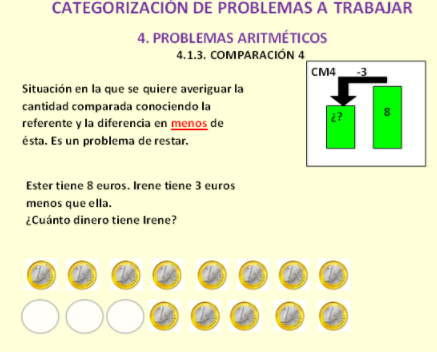 CATEGORIZACIÓN DE PROBLEMAS A TRABAJAR
4. PROBLEMAS ARITMÉTICOS
4.1.3. COMPARACIÓN 4
Situación en la que se quiere averiguar la
cantidad comparada conociendo la
referente y la diferencia en menos de
ésta. Es un problema de restar.
CM4 -3
¿? 8
Ester tiene 8 euros. Irene tiene 3 euros
menos que ella.
¿Cuánto dinero tiene Irene?